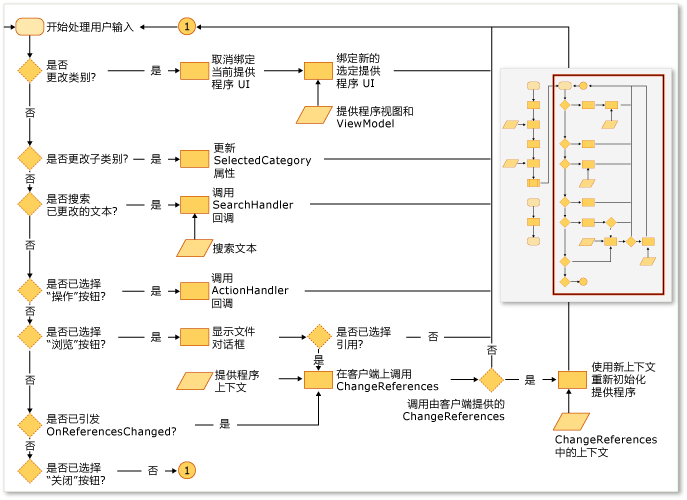 开始处理用户输入
1
是否
更改类别?
是
取消绑定
当前提供
程序 UI
绑定新的
选定提供
程序 UI
提供程序视图和
ViewModel
否
是否更改子类别?
是
更新
SelectedCategory
属性
否
是否搜索
已更改的文本?
是
调用
SearchHandler
回调
搜索文本
否
是否已选择
“操作”按钮?
是
调用
ActionHandler
回调
否
是否已选择
“浏览”按钮?
是
显示文件
对话框
是否已选择
引用?
否
是
否
否
提供程序
上下文
在客户端上调用
ChangeReferences
是
使用新上下文
重新初始化
提供程序
调用由客户端提供的
ChangeReferences
是否已引发
OnReferencesChanged?
是
ChangeReferences
中的上下文
否
是否已选择
“关闭”按钮?
否
1